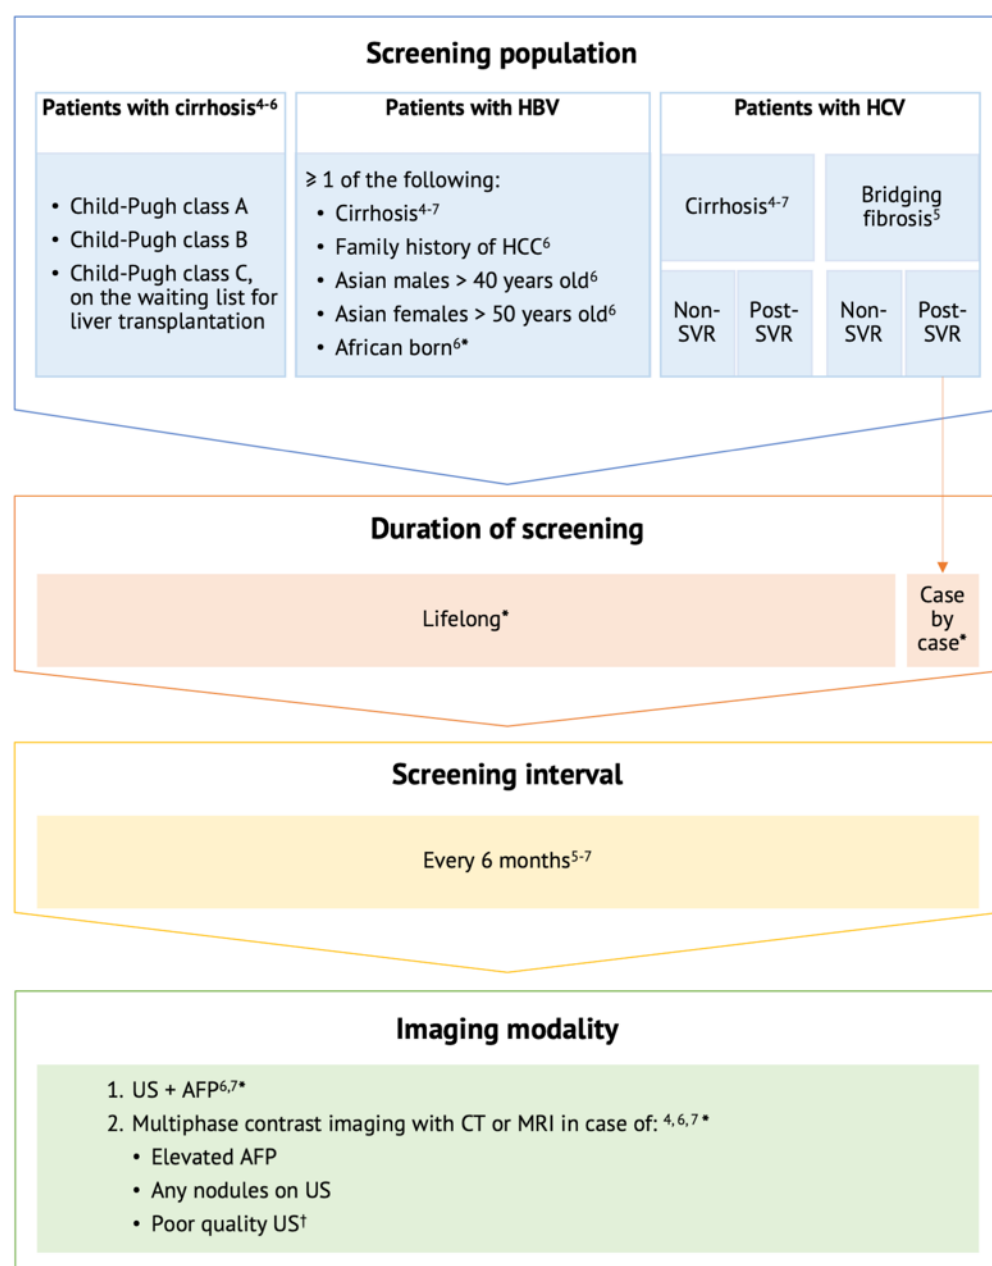 Screening population
Patients with cirrhosis⁴⁻⁶
• Child-Pugh class A
• Child-Pugh class B
• Child-Pugh class C,
on the waiting list for
liver transplantation
Patients with HBV
⩾ 1 of the following:
• Cirrhosis⁴⁻⁷
• Family history of HCC⁶
• Asian males > 40 years old⁶
• Asian females > 50 years old⁶
• African born⁶*
Patients with HCV
Cirrhosis⁴⁻⁷
Non-
SVR
Post-
SVR
Bridging
fibrosis⁵
Non-
SVR
Post-
SVR
Duration of screening
Lifelong*
Case
by
case*
Screening interval
Every 6 months⁵⁻⁷
Imaging modality
1. US + AFP⁶,⁷*
2. Multiphase contrast imaging with CT or MRI in case of: ⁴, ⁶, ⁷ *
• Elevated AFP
• Any nodules on US
• Poor quality US†